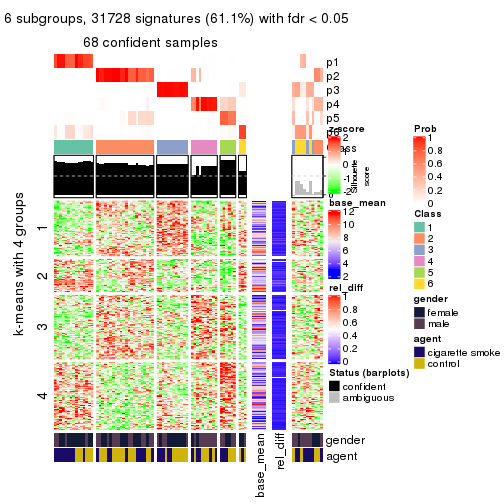 6 subgroups, 31728 signatures (61.1%) with fdr < 0.05
68 confident samples
p1
p2
p3
p4
p5
p6
Class
k-means with 4 groups
1
2
3
4
gender
agent
base_mean
rel_diff
z-score
2
1
0
-1
-2
Silhouette
score
base_mean
12
10
8
6
4
2
rel_diff
1
0.8
0.6
0.4
0.2
0
Status (barplots)
confident
ambiguous
Prob
1
0.8
0.6
0.4
0.2
0
Class
1
2
3
4
5
6
gender
female
male
agent
cigarette smoke
control